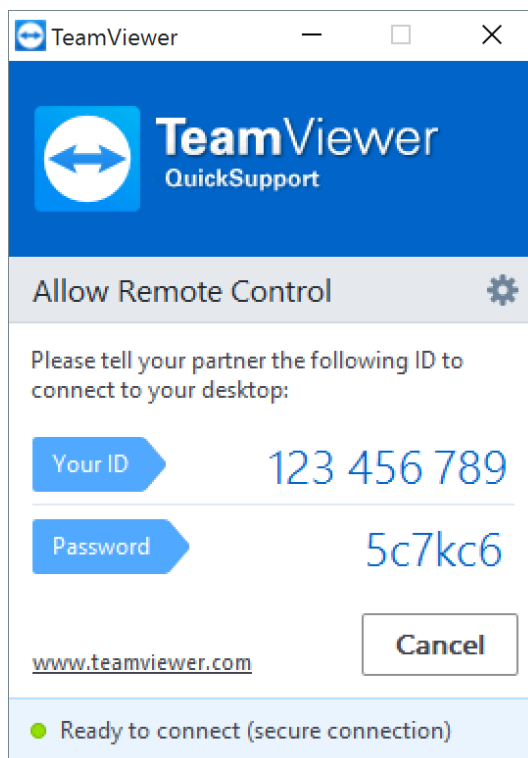 TeamViewer
TeamViewer
QuickSupport
Allow Remote Control
Please tell your partner the following ID to
connect to your desktop:
Your ID 123 456 789
Password 5c7kc6
Cancel
www.teamviewer.com
Ready to connect (secure connection)